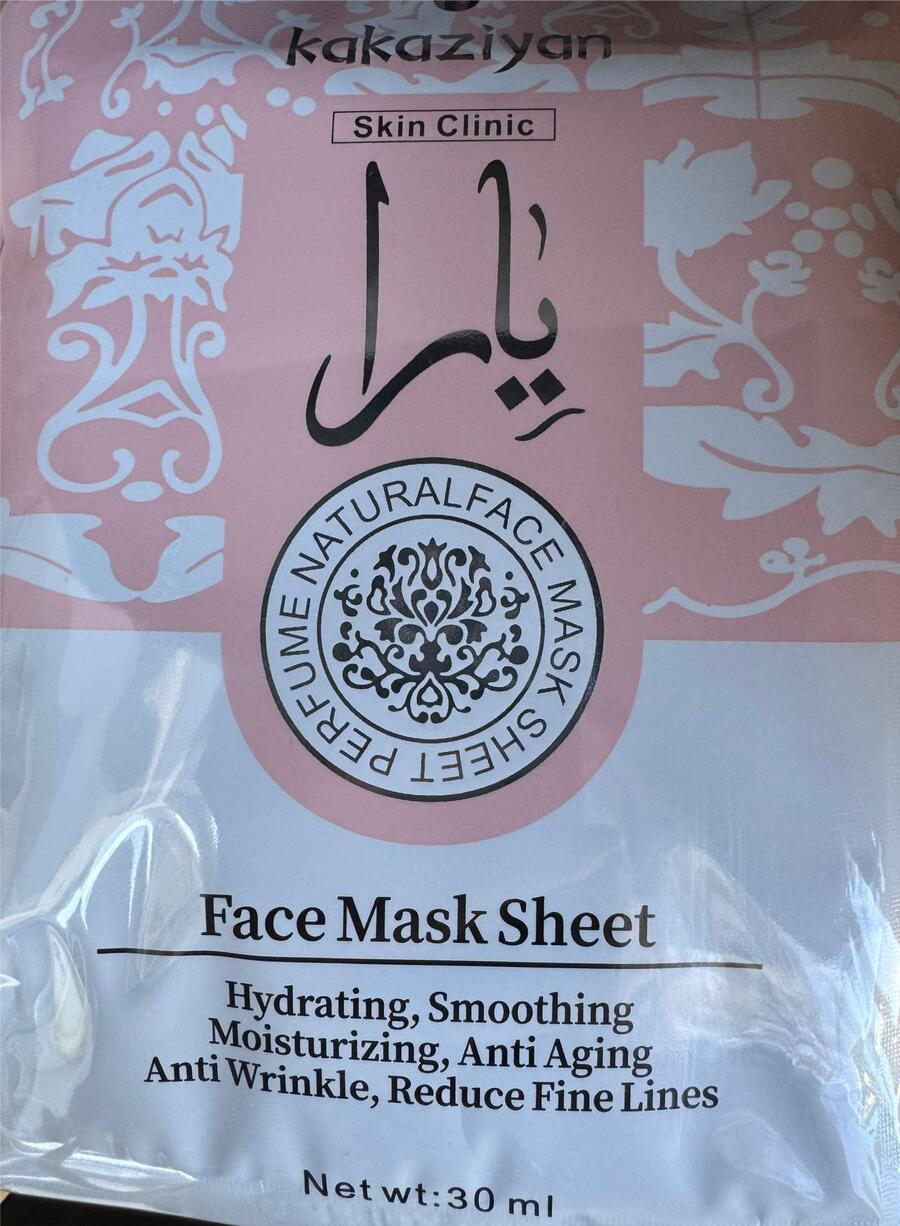 kakaziyan
Skin Clinic
يارا
PERFUME NATURALFACE MASK SHEET
Face Mask Sheet
Hydrating, Smoothing
Moisturizing, Anti Aging
Anti Wrinkle, Reduce Fine Lines
Net wt:30 ml